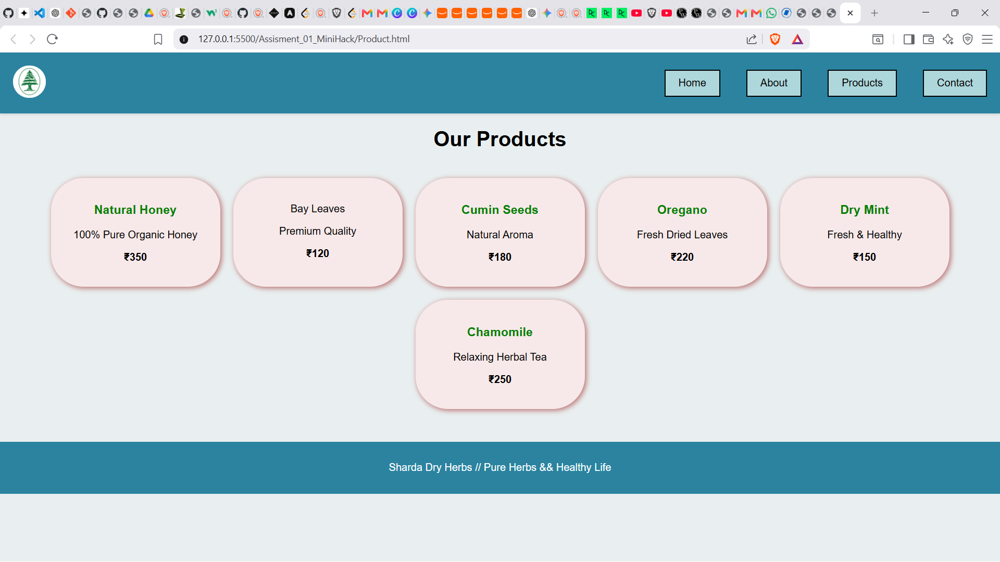 127.0.0.1:5500/Assisment_01_MiniHack/Product.html
Home About Products Contact
Our Products
Natural Honey
100% Pure Organic Honey
₹350
Bay Leaves
Premium Quality
₹120
Cumin Seeds
Natural Aroma
₹180
Oregano
Fresh Dried Leaves
₹220
Dry Mint
Fresh & Healthy
₹150
Chamomile
Relaxing Herbal Tea
₹250
Sharda Dry Herbs // Pure Herbs && Healthy Life